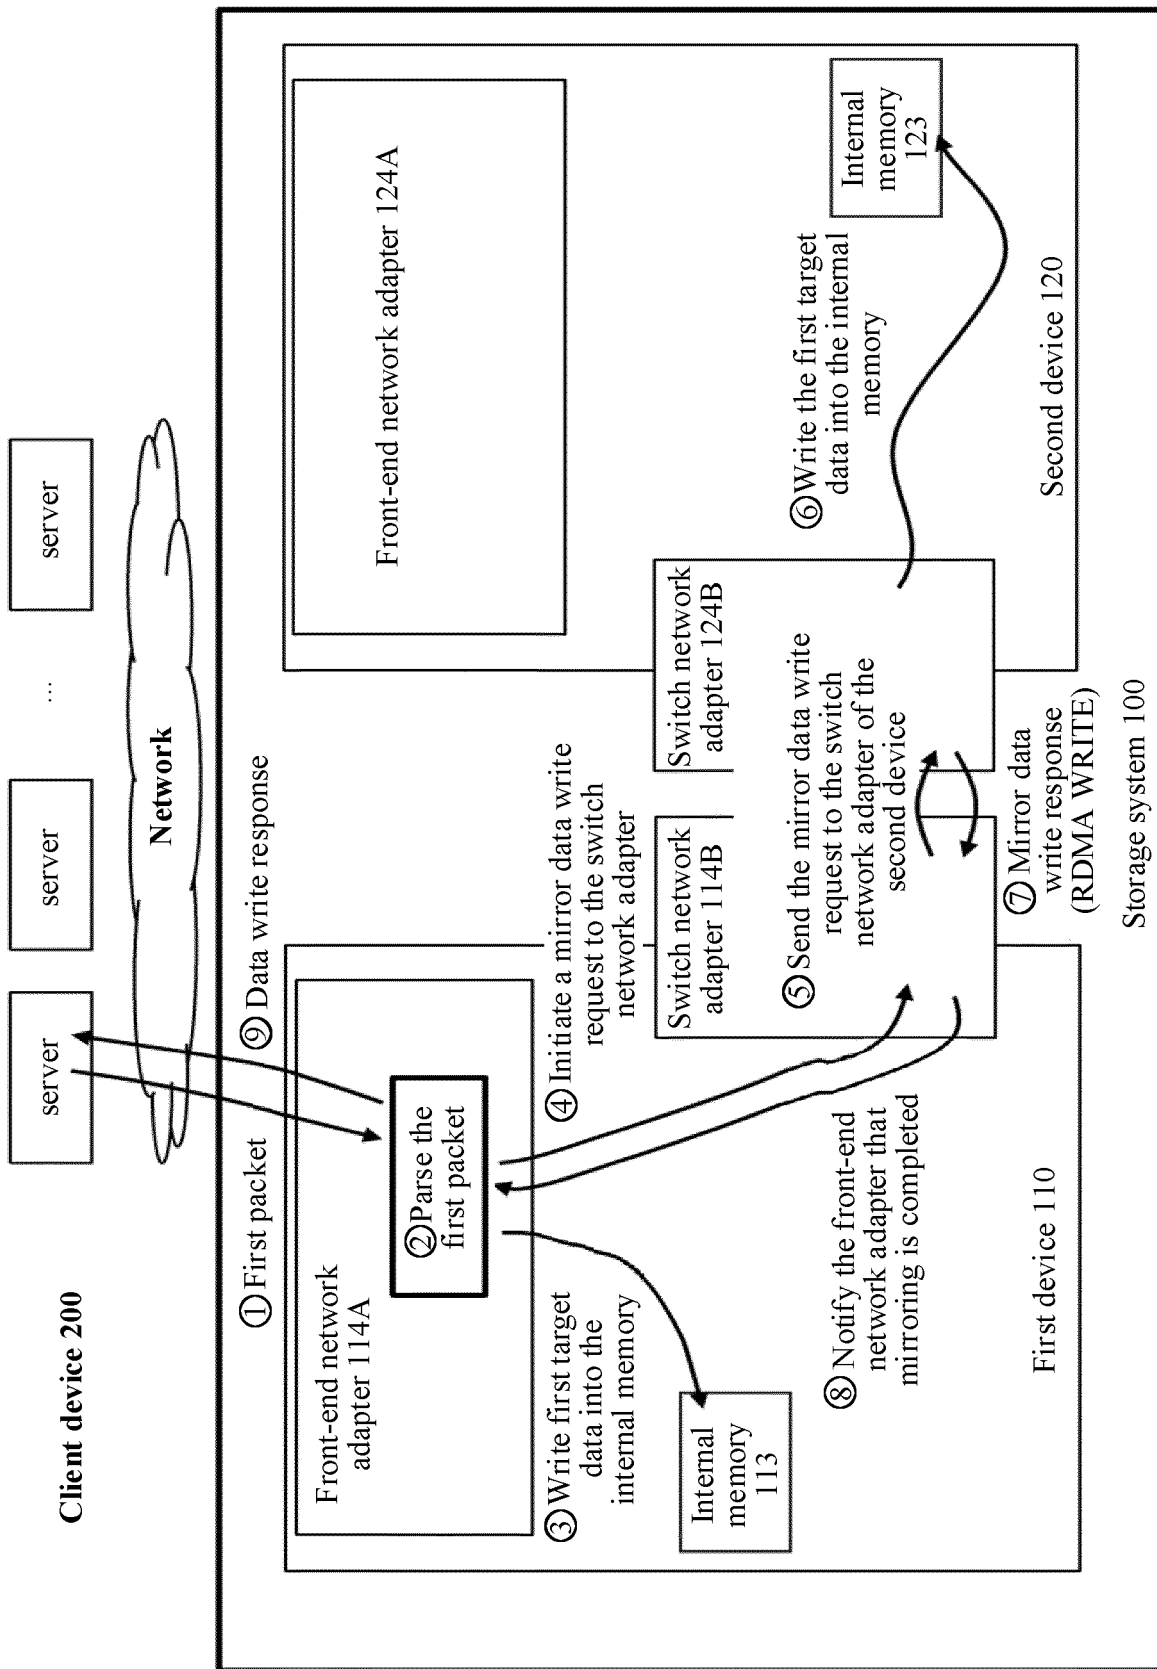 Client device 200
server
server
...
server
Network
① First packet
⑨ Data write response
Front-end network
adapter 114A
② Parse the
first packet
Front-end network adapter 124A
③ Write first target
data into the
internal memory
④ Initiate a mirror data write
request to the switch
network adapter
Internal
memory
113
Switch network
adapter 114B
Switch network
adapter 124B
⑤ Send the mirror data write
request to the switch
network adapter of the
second device
⑥ Write the first target
data into the internal
memory
Internal
memory
123
⑧ Notify the front-end
network adapter that
mirroring is completed
⑦ Mirror data
write response
(RDMA WRITE)
First device 110
Second device 120
Storage system 100